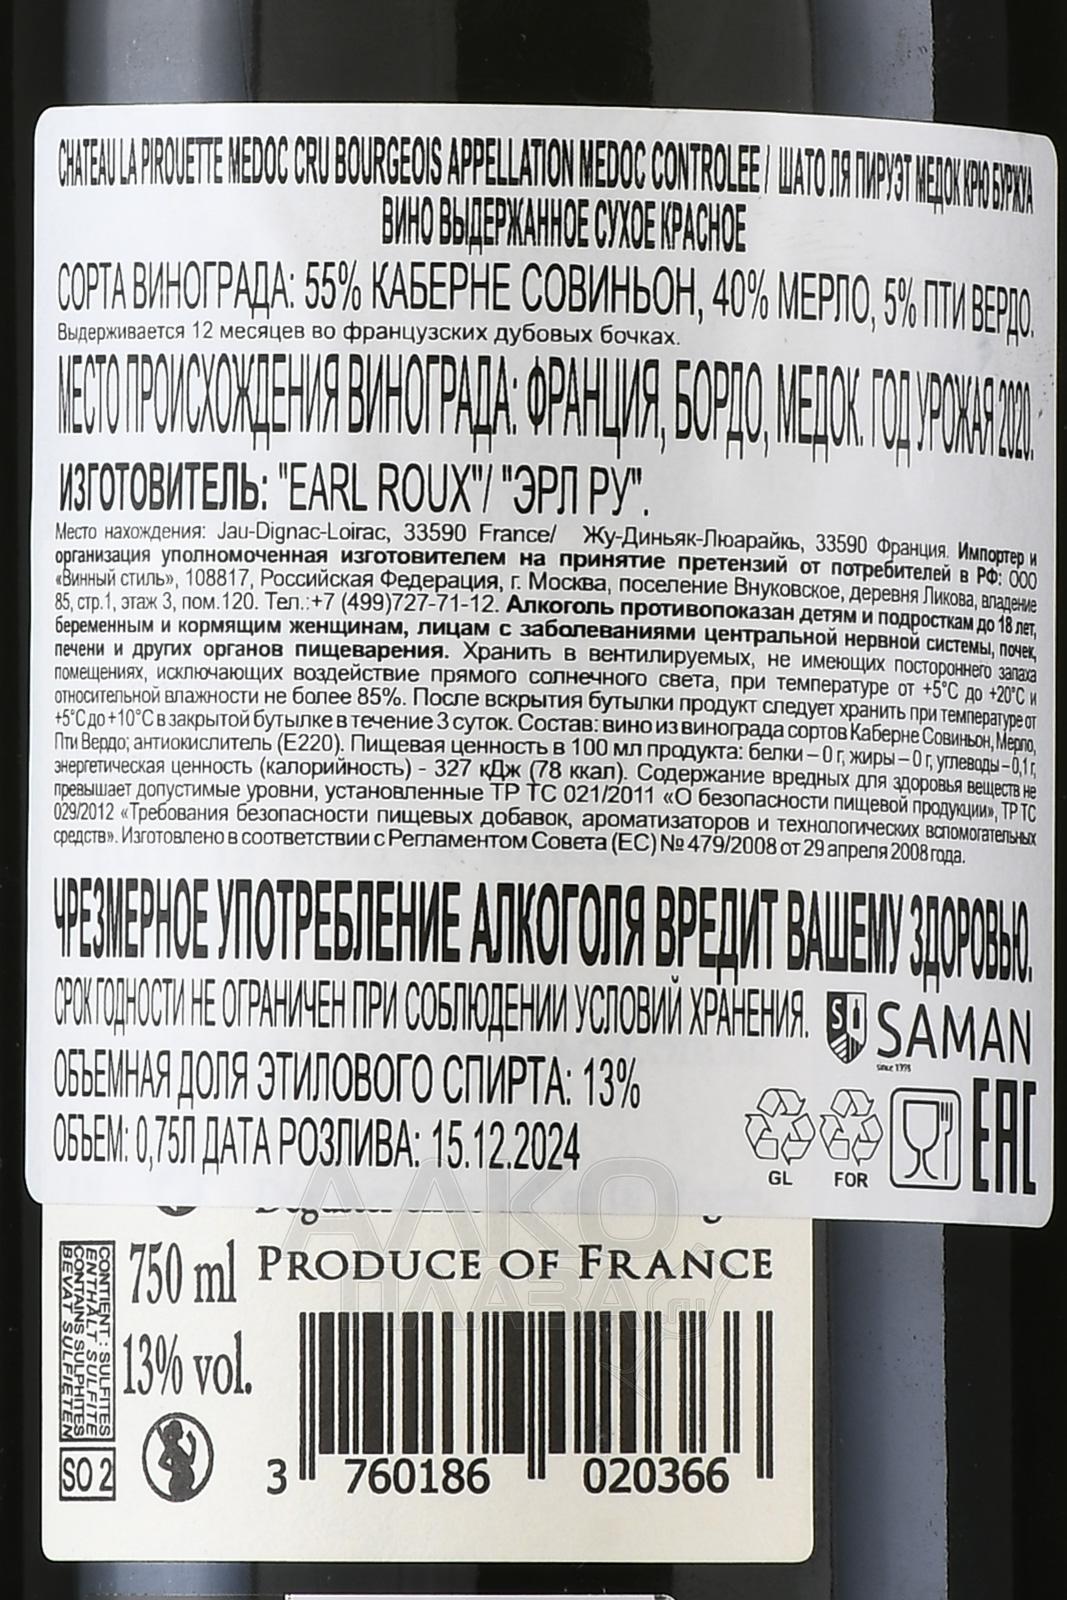 CHATEAU LA PIROUETTE MEDOC CRU BOURGEOIS APPELLATION MEDOC CONTROLEE / ШАТО ЛЯ ПИРУЭТ МЕДОК КРЮ БУРЖУА
ВИНО ВЫДЕРЖАННОЕ СУХОЕ КРАСНОЕ
СОРТА ВИНОГРАДА: 55% КАБЕРНЕ СОВИНЬОН, 40% МЕРЛО, 5% ПТИ ВЕРДО.
Выдерживается 12 месяцев во французских дубовых бочках.
МЕСТО ПРОИСХОЖДЕНИЯ ВИНОГРАДА: ФРАНЦИЯ, БОРДО, МЕДОК. ГОД УРОЖАЯ 2020.
ИЗГОТОВИТЕЛЬ: "EARL ROUX"/ "ЭРЛ РУ".
Место нахождения: Jau-Dignac-Loirac, 33590 France/ Жу-Диньяк-Люарайкь, 33590 Франция. Импортер и
организация уполномоченная изготовителем на принятие претензий от потребителей в РФ: ООО
«Винный стиль», 108817, Российская Федерация, г. Москва, поселение Внуковское, деревня Ликова, владение
85, стр.1, этаж 3, пом.120. Тел.:+7 (499)727-71-12. Алкоголь противопоказан детям и подросткам до 18 лет,
беременным и кормящим женщинам, лицам с заболеваниями центральной нервной системы, почек,
печени и других органов пищеварения. Хранить в вентилируемых, не имеющих постороннего запаха
помещениях, исключающих воздействие прямого солнечного света, при температуре от +5°С до +20°С и
относительной влажности не более 85%. После вскрытия бутылки продукт следует хранить при температуре от
+5°С до +10°С в закрытой бутылке в течение 3 суток. Состав: вино из винограда сортов Каберне Совиньон, Мерло,
Пти Вердо; антиокислитель (Е220). Пищевая ценность в 100 мл продукта: белки – 0 г, жиры – 0 г, углеводы – 0,1 г,
энергетическая ценность (калорийность) - 327 кДж (78 ккал). Содержание вредных для здоровья веществ не
превышает допустимые уровни, установленные ТР ТС 021/2011 «О безопасности пищевой продукции», ТР ТС
029/2012 «Требования безопасности пищевых добавок, ароматизаторов и технологических вспомогательных
средств». Изготовлено в соответствии с Регламентом Совета (ЕС) № 479/2008 от 29 апреля 2008 года.
ЧРЕЗМЕРНОЕ УПОТРЕБЛЕНИЕ АЛКОГОЛЯ ВРЕДИТ ВАШЕМУ ЗДОРОВЬЮ.
СРОК ГОДНОСТИ НЕ ОГРАНИЧЕН ПРИ СОБЛЮДЕНИИ УСЛОВИЙ ХРАНЕНИЯ.
SAMAN
ОБЪЕМНАЯ ДОЛЯ ЭТИЛОВОГО СПИРТА: 13%
ОБЪЕМ: 0,75Л ДАТА РОЗЛИВА: 15.12.2024
GL
FOR
EAC
АЛКО
ПЛАЗА.ru
750 ml
PRODUCE OF FRANCE
CONTIENT : SULFITES
ENTHÄLT SULFITE
CONTAINS SULPHITES
BEVAT SULFIETEN
13% vol.
SO 2
3 760186 020366